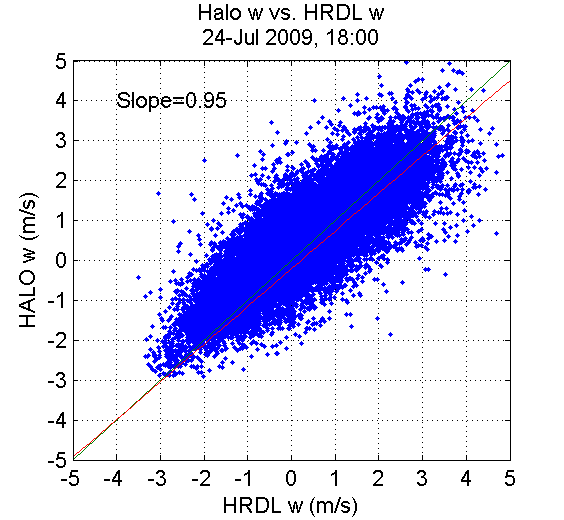 Halo w vs. HRDL w
24-Jul 2009, 18:00
Slope=0.95
HALO w (m/s)
5
4
3
2
1
0
-1
-2
-3
-4
-5
-5 -4 -3 -2 -1 0 1 2 3 4 5
HRDL w (m/s)